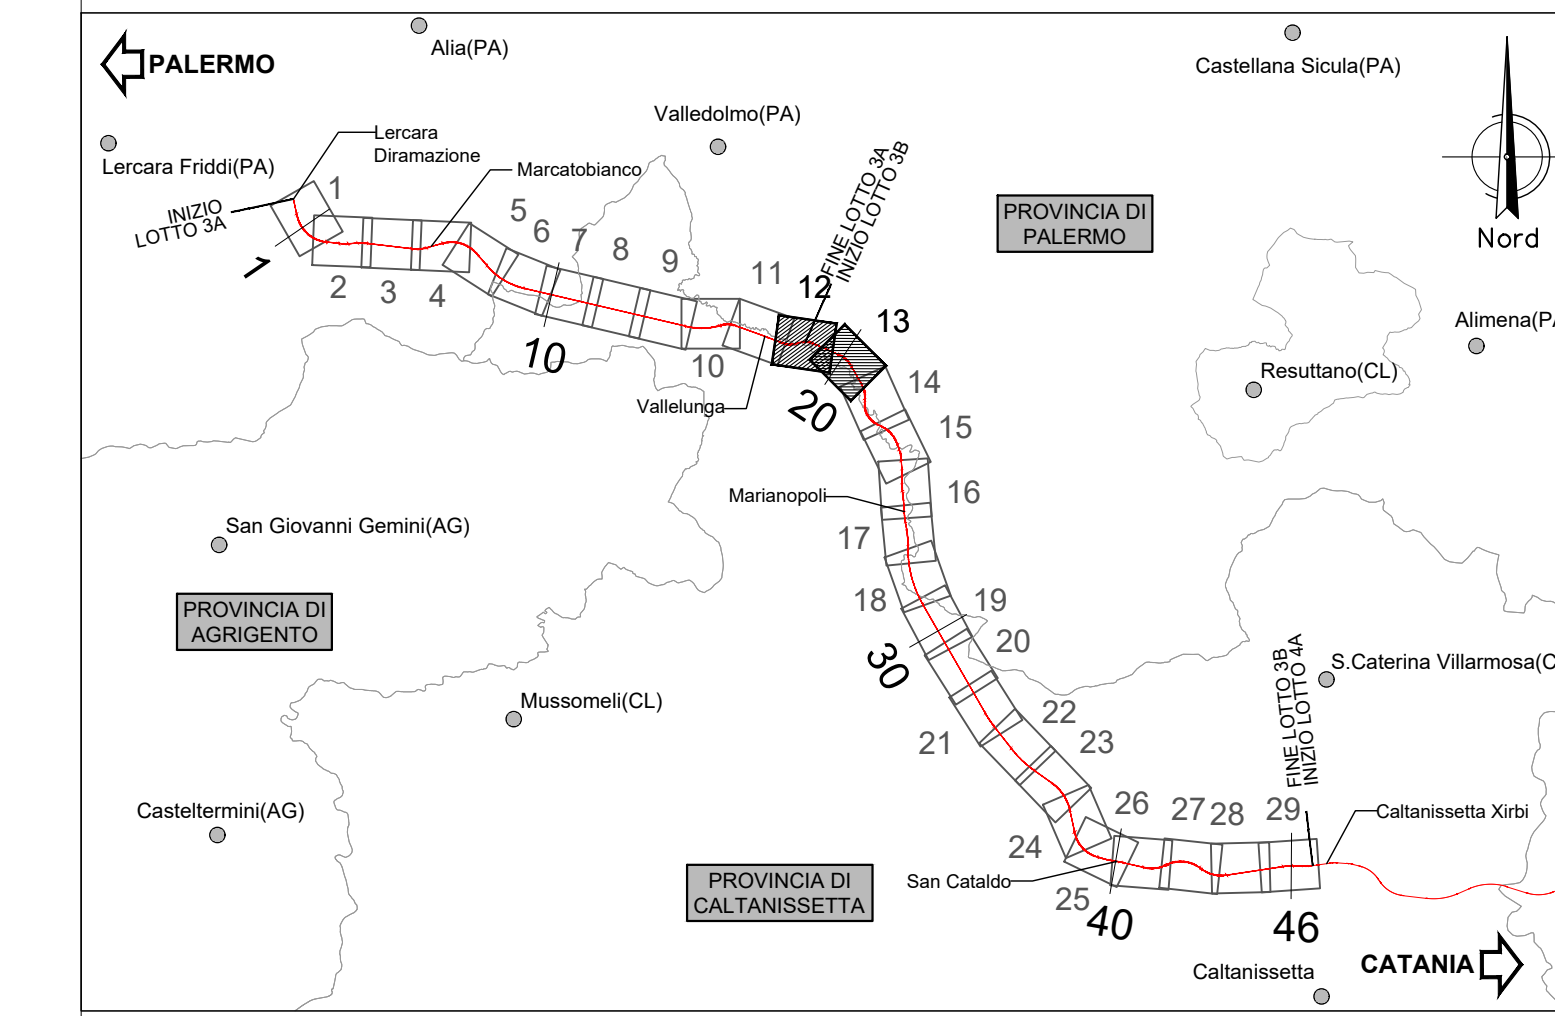 PALERMO
Alia(PA)
Castellana Sicula(PA)
Lercara Friddi(PA)
Valledolmo(PA)
Lercara
Diramazione
Marcatobianco
INIZIO
LOTTO 3A
FINE LOTTO 3A
INIZIO LOTTO 3B
PROVINCIA DI
PALERMO
Nord
1
1
2
3
4
5
6
7
8
9
10
10
11
12
13
14
15
20
Vallelunga
Alimena(PA
Resuttano(CL)
Marianopoli
16
17
18
19
20
30
San Giovanni Gemini(AG)
PROVINCIA DI
AGRIGENTO
Mussomeli(CL)
Casteltermini(AG)
21
22
23
24
25
26
27
28
29
FINE LOTTO 3B
INIZIO LOTTO 4A
S.Caterina Villarmosa(C
Caltanissetta Xirbi
San Cataldo
40
46
PROVINCIA DI
CALTANISSETTA
Caltanissetta
CATANIA